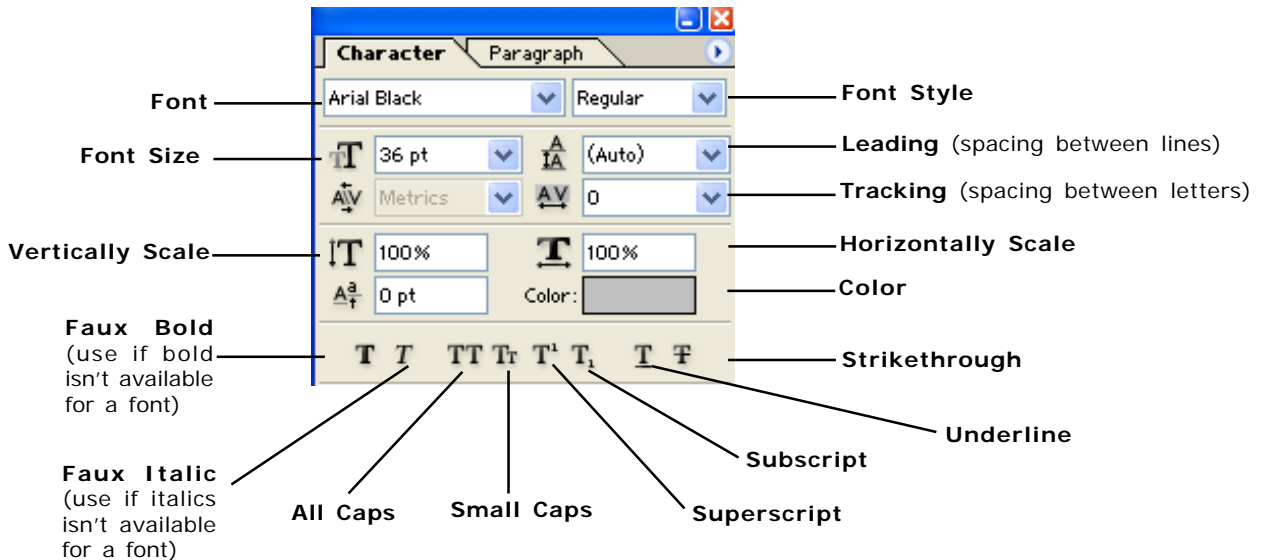 Character
Paragraph
Font
Arial Black
Regular
Font Style
Font Size
36 pt
(Auto)
Leading (spacing between lines)
Metrics
0
Tracking (spacing between letters)
Vertically Scale
100%
100%
Horizontally Scale
0 pt
Color:
Color
Faux Bold
(use if bold
isn't available
for a font)
Strikethrough
Underline
Subscript
Faux Italic
(use if italics
isn't available
for a font)
All Caps
Small Caps
Superscript